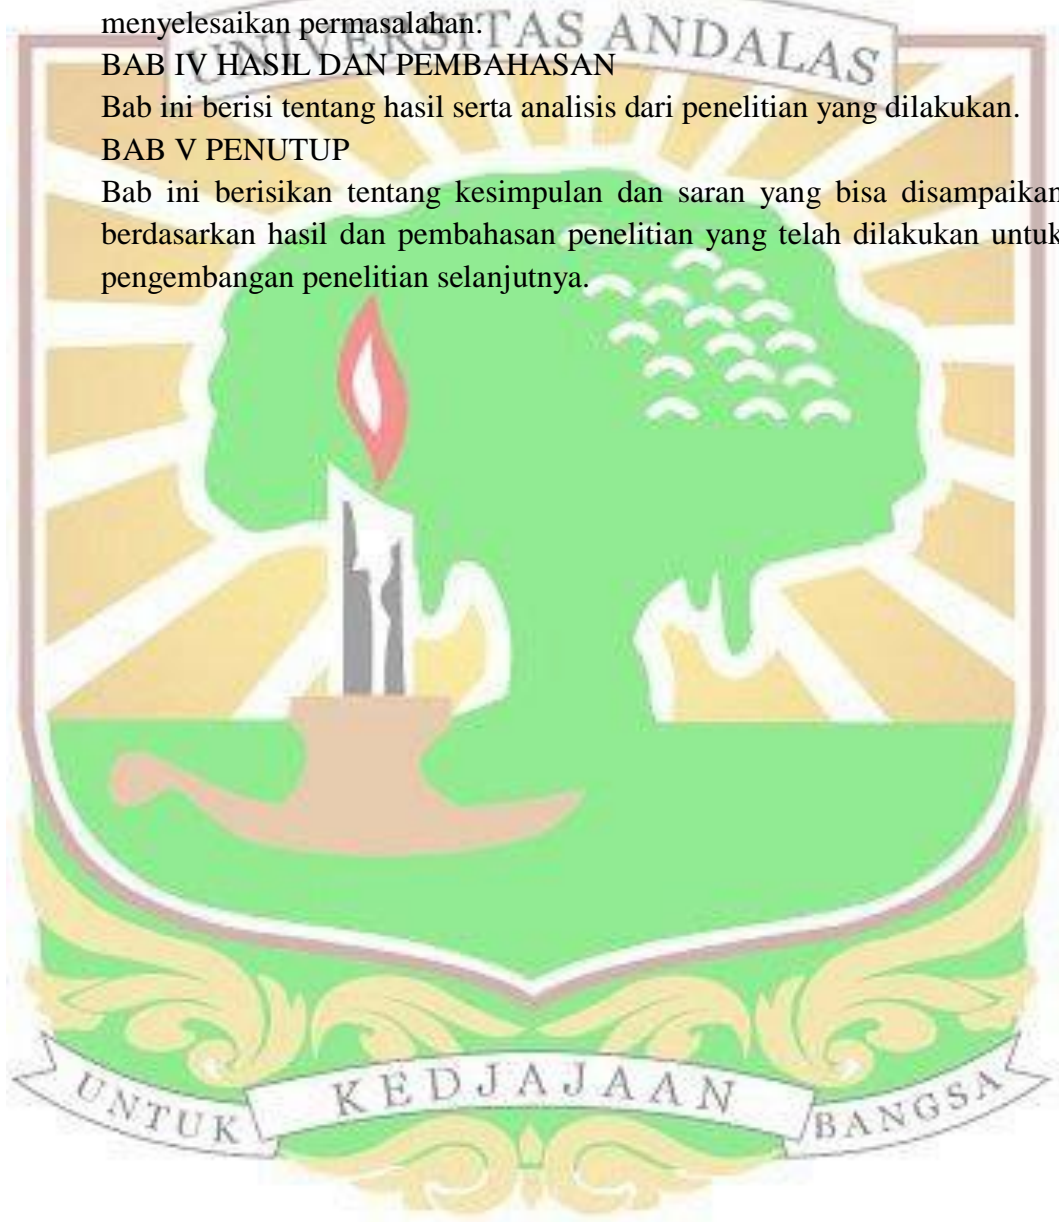 menyelesaikan permasalahan.
UNIVERSITAS ANDALAS
BAB IV HASIL DAN PEMBAHASAN
Bab ini berisi tentang hasil serta analisis dari penelitian yang dilakukan.
BAB V PENUTUP
Bab ini berisikan tentang kesimpulan dan saran yang bisa disampaikan
berdasarkan hasil dan pembahasan penelitian yang telah dilakukan untuk
pengembangan penelitian selanjutnya.
UNTUK KEDJAJAAN BANGSA